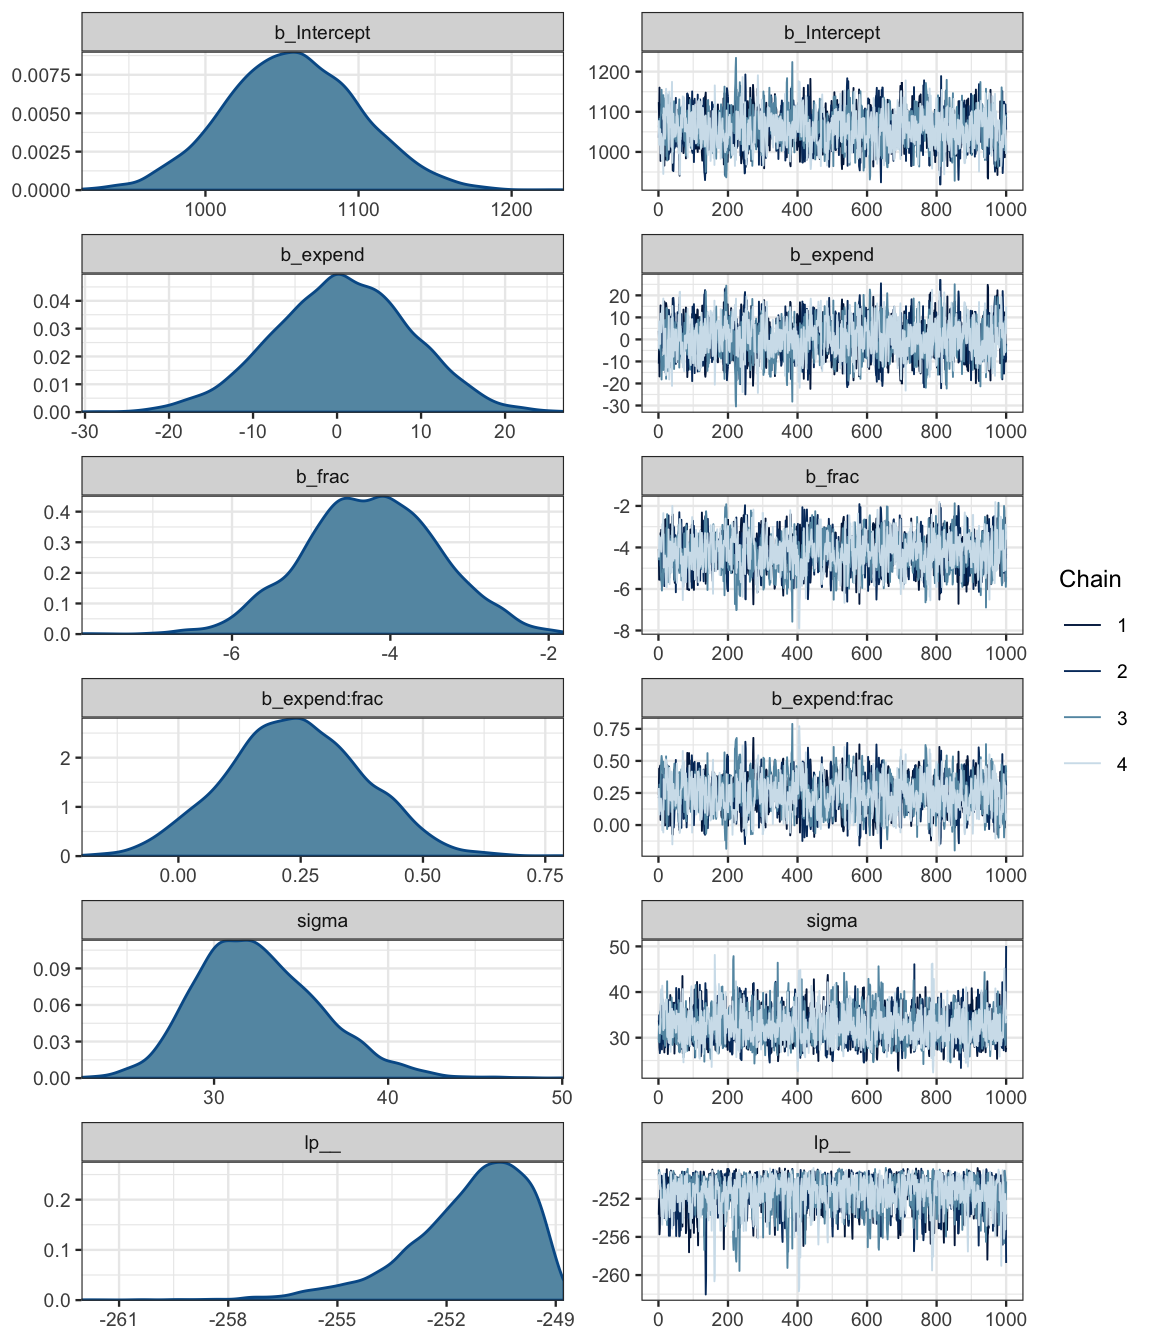 b_Intercept
0.0075
0.0050
0.0025
0.0000
1000 1100 1200
b_Intercept
1200
1100
1000
0 200 400 600 800 1000
b_expend
0.04
0.03
0.02
0.01
0.00
-30 -20 -10 0 10 20
b_expend
20
10
0
-10
-20
-30
0 200 400 600 800 1000
b_frac
0.4
0.3
0.2
0.1
0.0
-6 -4 -2
b_frac
-2
-4
-6
-8
0 200 400 600 800 1000
b_expend:frac
2
1
0
0.00 0.25 0.50 0.75
b_expend:frac
0.75
0.50
0.25
0.00
0 200 400 600 800 1000
sigma
0.09
0.06
0.03
0.00
30 40 50
sigma
50
40
30
0 200 400 600 800 1000
lp__
0.2
0.1
0.0
-261 -258 -255 -252 -249
lp__
-252
-256
-260
0 200 400 600 800 1000
Chain
1
2
3
4